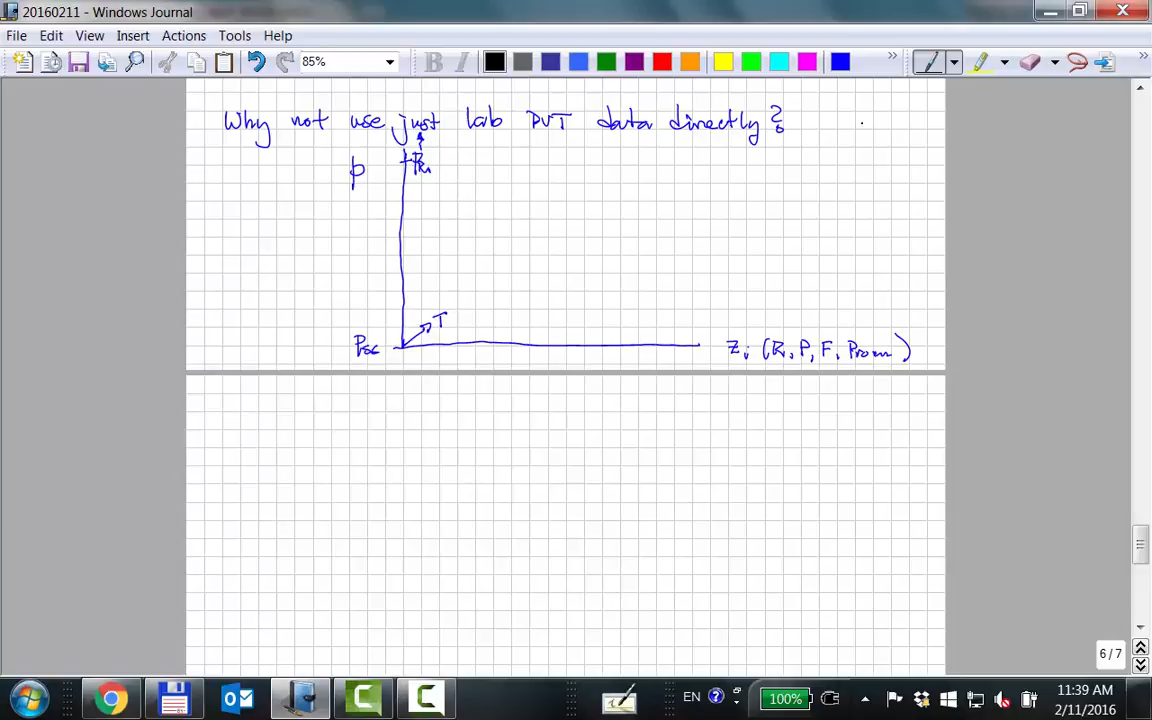 20160211 - Windows Journal
File Edit View Insert Actions Tools Help
85%
Why not use just lab PVT data directly?
p
T
Psc
Zi (R, P, F, Proc
6 / 7
EN
100%
11:39 AM
2/11/2016